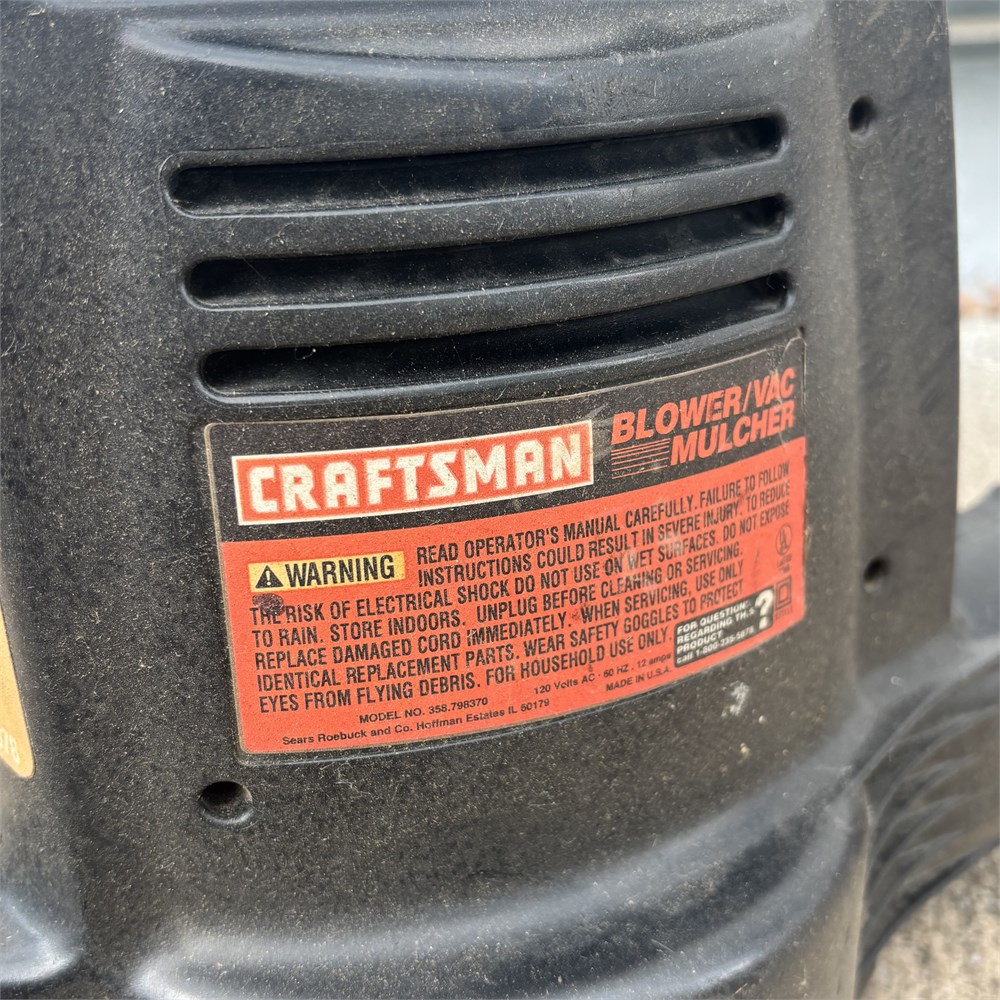 CRAFTSMAN
BLOWER/VAC
MULCHER
WARNING
READ OPERATOR'S MANUAL CAREFULLY. FAILURE TO FOLLOW
INSTRUCTIONS COULD RESULT IN SEVERE INJURY. TO REDUCE
THE RISK OF ELECTRICAL SHOCK DO NOT USE ON WET SURFACES. DO NOT EXPOSE
TO RAIN. STORE INDOORS. UNPLUG BEFORE CLEANING OR SERVICING.
REPLACE DAMAGED CORD IMMEDIATELY. WHEN SERVICING, USE ONLY
IDENTICAL REPLACEMENT PARTS. WEAR SAFETY GOGGLES TO PROTECT
EYES FROM FLYING DEBRIS. FOR HOUSEHOLD USE ONLY.
FOR QUESTIONS
REGARDING THIS
PRODUCT
?
MODEL NO. 358.798370
120 Volts AC - 60 HZ . 12 amps
Sears Roebuck and Co. Hoffman Estates IL 60179
MADE IN U.S.A.